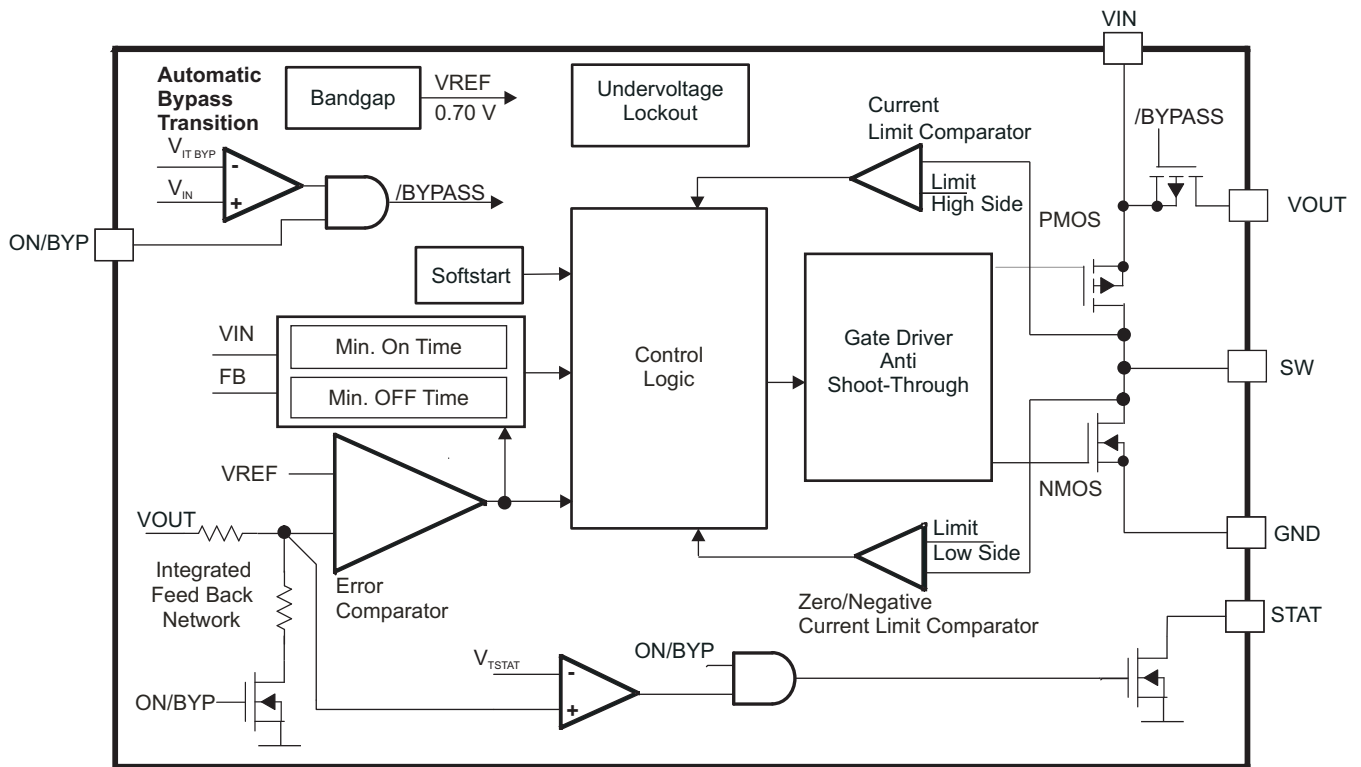 VIN
Automatic
Bypass
Transition
Bandgap
VREF
0.70 V
Undervoltage
Lockout
Current
Limit Comparator
/BYPASS
V IT BYP
-
V IN
+
/BYPASS
Limit
High Side
PMOS
VOUT
ON/BYP
Softstart
VIN
FB
Min. On Time
Min. OFF Time
Control
Logic
Gate Driver
Anti
Shoot-Through
SW
VREF
NMOS
VOUT
Limit
Low Side
GND
Integrated
Feed Back
Network
Error
Comparator
Zero/Negative
Current Limit Comparator
STAT
ON/BYP
V TSTAT
-
+
ON/BYP